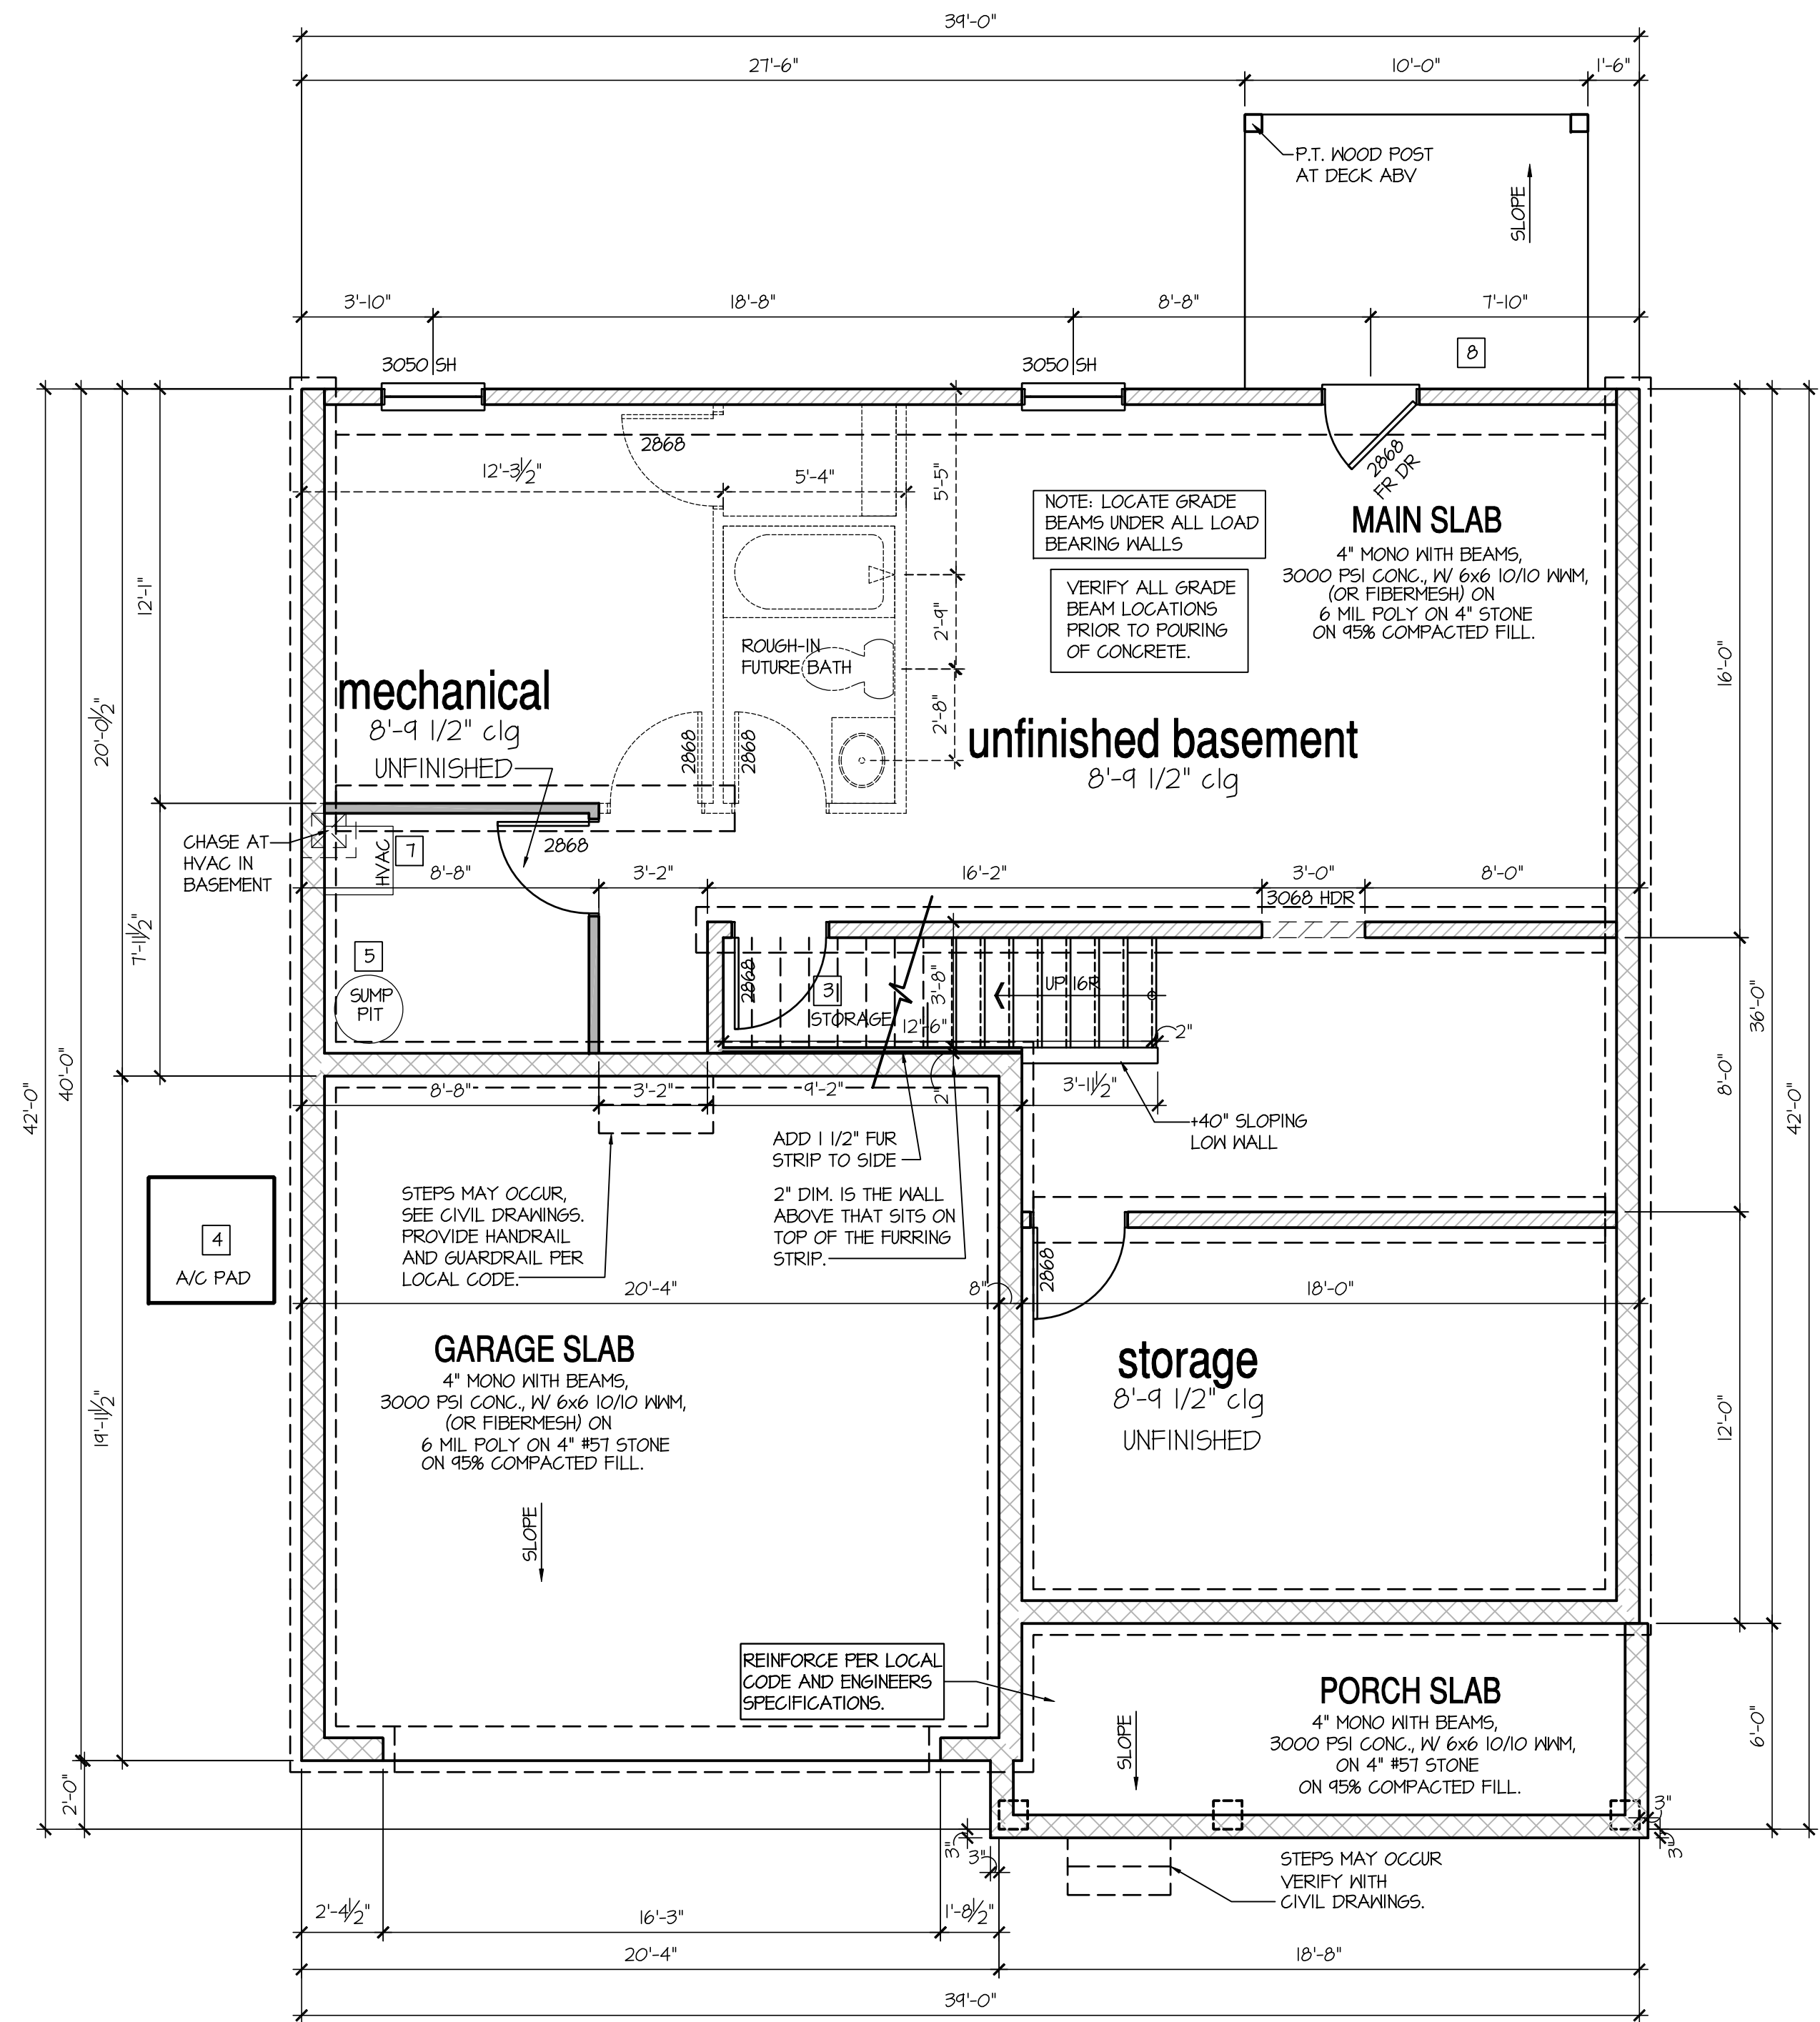 39'-0"
27'-6"
10'-0"
1'-6"
P.T. WOOD POST
AT DECK ABV
SLOPE
3'-10"
18'-8"
8'-8"
7'-10"
3050 SH
3050 SH
8
2868
2868
FR DR
12'-3 1/2"
5'-4"
5'-5"
NOTE: LOCATE GRADE
BEAMS UNDER ALL LOAD
BEARING WALLS
MAIN SLAB
4" MONO WITH BEAMS,
3000 PSI CONC., W/ 6x6 10/10 WWM,
(OR FIBERMESH) ON
6 MIL POLY ON 4" STONE
ON 95% COMPACTED FILL.
VERIFY ALL GRADE
BEAM LOCATIONS
PRIOR TO POURING
OF CONCRETE.
12'-1"
2'-9"
ROUGH-IN
FUTURE BATH
16'-0"
20'-0 1/2"
mechanical
8'-9 1/2" clg
UNFINISHED
2868
2868
2'-8"
unfinished basement
8'-9 1/2" clg
CHASE AT
HVAC IN
BASEMENT
HVAC
7
2868
8'-8"
3'-2"
16'-2"
3'-0"
8'-0"
3068 HDR
7'-11 1/2"
5
SUMP
PIT
2868
3
STORAGE
3'-8"
12'-6"
UP 16R
2"
36'-0"
42'-0"
40'-0"
8'-8"
3'-2"
9'-2"
2"
3'-11 1/2"
8'-0"
42'-0"
+40" SLOPING
LOW WALL
ADD 1 1/2" FUR
STRIP TO SIDE
STEPS MAY OCCUR,
SEE CIVIL DRAWINGS.
PROVIDE HANDRAIL
AND GUARDRAIL PER
LOCAL CODE.
2" DIM. IS THE WALL
ABOVE THAT SITS ON
TOP OF THE FURRING
STRIP.
4
A/C PAD
2868
20'-4"
8"
18'-0"
GARAGE SLAB
4" MONO WITH BEAMS,
3000 PSI CONC., W/ 6x6 10/10 WWM,
(OR FIBERMESH) ON
6 MIL POLY ON 4" #57 STONE
ON 95% COMPACTED FILL.
storage
8'-9 1/2" clg
UNFINISHED
19'-11 1/2"
12'-0"
SLOPE
REINFORCE PER LOCAL
CODE AND ENGINEERS
SPECIFICATIONS.
PORCH SLAB
4" MONO WITH BEAMS,
3000 PSI CONC., W/ 6x6 10/10 WWM,
ON 4" #57 STONE
ON 95% COMPACTED FILL.
SLOPE
6'-0"
2'-0"
3"
3"
3"
3"
STEPS MAY OCCUR
VERIFY WITH
CIVIL DRAWINGS.
2'-4 1/2"
16'-3"
1'-8 1/2"
20'-4"
18'-8"
39'-0"